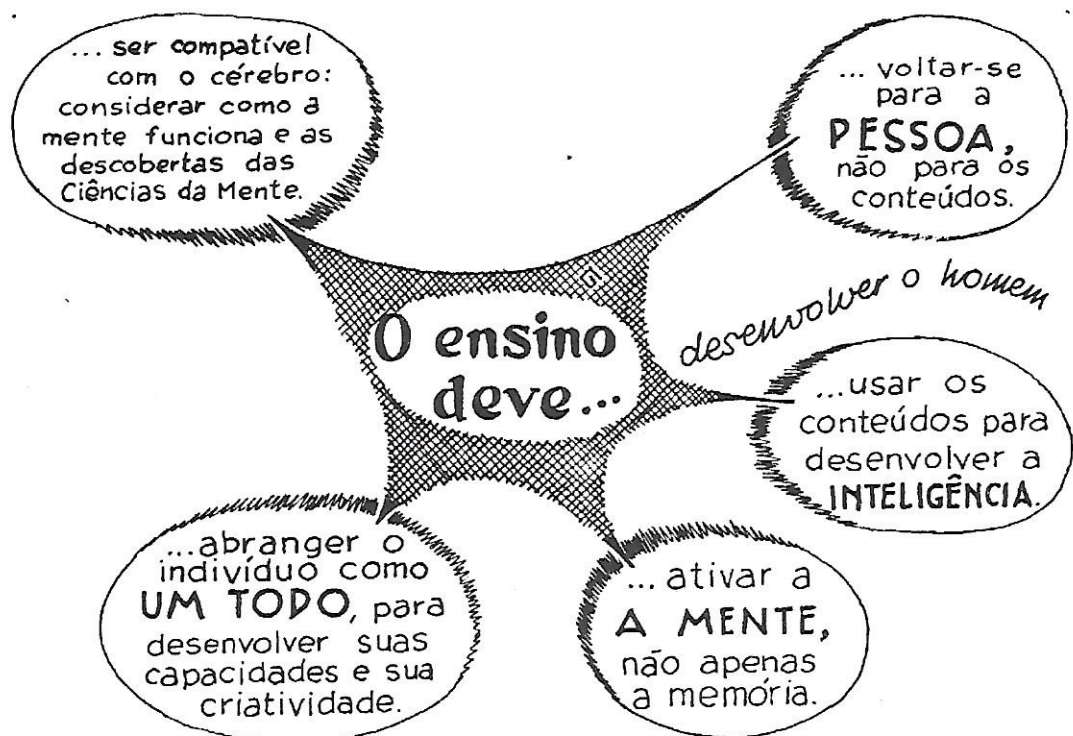 ... ser compatível
com o cérebro:
considerar como a
mente funciona e as
descobertas das
Ciências da Mente.
... voltar-se
para a
PESSOA,
não para os
conteúdos.
O ensino
deve...
desenvolver o homem
...usar os
conteúdos para
desenvolver a
INTELIGÊNCIA.
...abranger o
indivíduo como
UM TODO, para
desenvolver suas
capacidades e sua
criatividade.
... ativar a
A MENTE,
não apenas
a memória.